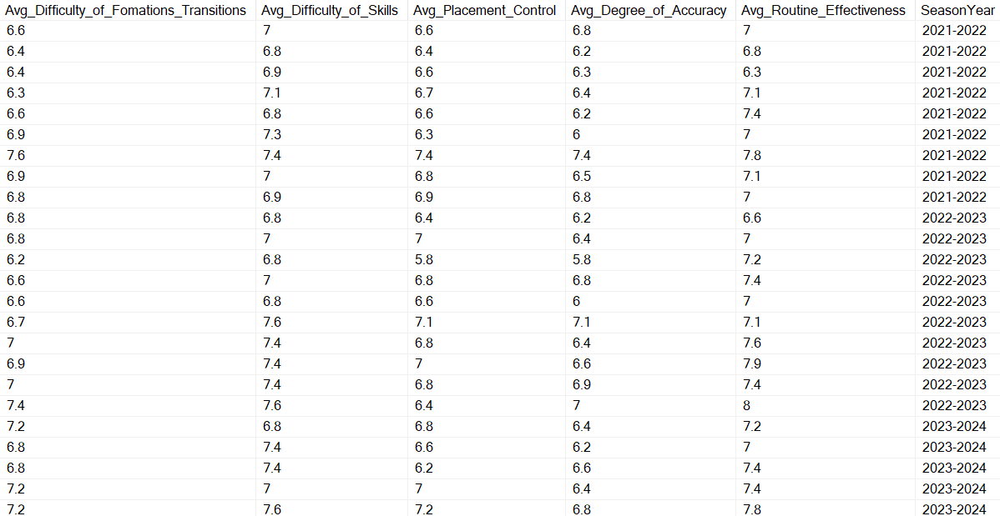 Avg_Difficulty_of_Fomations_Transitions Avg_Difficulty_of_Skills Avg_Placement_Control Avg_Degree_of_Accuracy Avg_Routine_Effectiveness SeasonYear
6.6 7 6.6 6.8 7 2021-2022
6.4 6.8 6.4 6.2 6.8 2021-2022
6.4 6.9 6.6 6.3 6.3 2021-2022
6.3 7.1 6.7 6.4 7.1 2021-2022
6.6 6.8 6.6 6.2 7.4 2021-2022
6.9 7.3 6.3 6 7 2021-2022
7.6 7.4 7.4 7.4 7.8 2021-2022
6.9 7 6.8 6.5 7.1 2021-2022
6.8 6.9 6.9 6.8 7 2021-2022
6.8 6.8 6.4 6.2 6.6 2022-2023
6.8 7 7 6.4 7 2022-2023
6.2 6.8 5.8 5.8 7.2 2022-2023
6.6 7 6.8 6.8 7.4 2022-2023
6.6 6.8 6.6 6 7 2022-2023
6.7 7.6 7.1 7.1 7.1 2022-2023
7 7.4 6.8 6.4 7.6 2022-2023
6.9 7.4 7 6.6 7.9 2022-2023
7 7.4 6.8 6.9 7.4 2022-2023
7.4 7.6 6.4 7 8 2022-2023
7.2 6.8 6.8 6.4 7.2 2023-2024
6.8 7.4 6.6 6.2 7 2023-2024
6.8 7.4 6.2 6.6 7.4 2023-2024
7.2 7 7 6.4 7.4 2023-2024
7.2 7.6 7.2 6.8 7.8 2023-2024